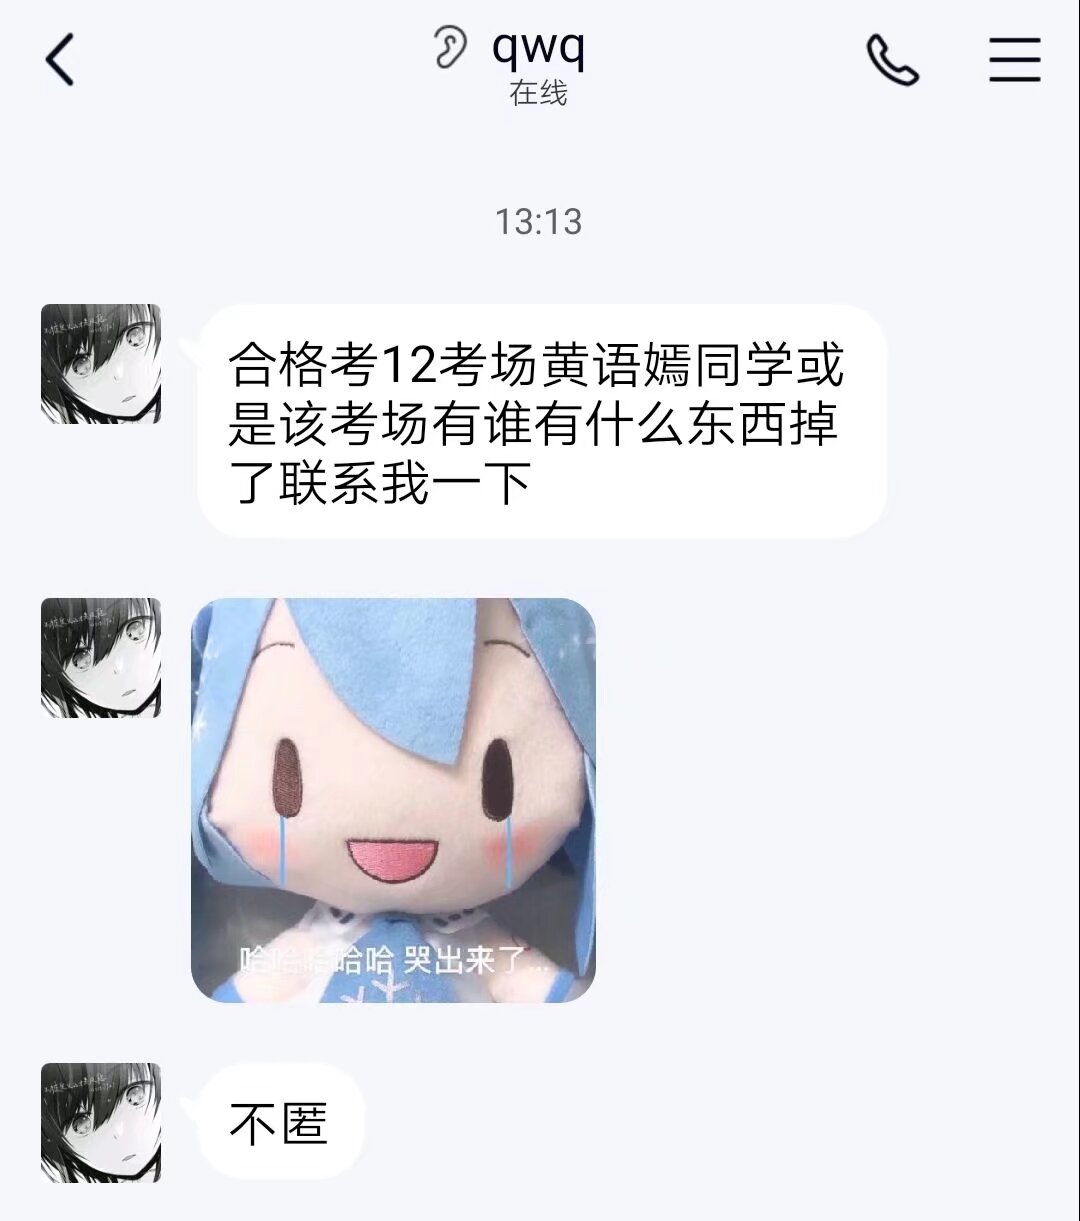 qwq
在线
13:13
合格考12考场黄语嫣同学或
是该考场有谁有什么东西掉
了联系我一下
哈哈哈哈哈 哭出来了...
不匿